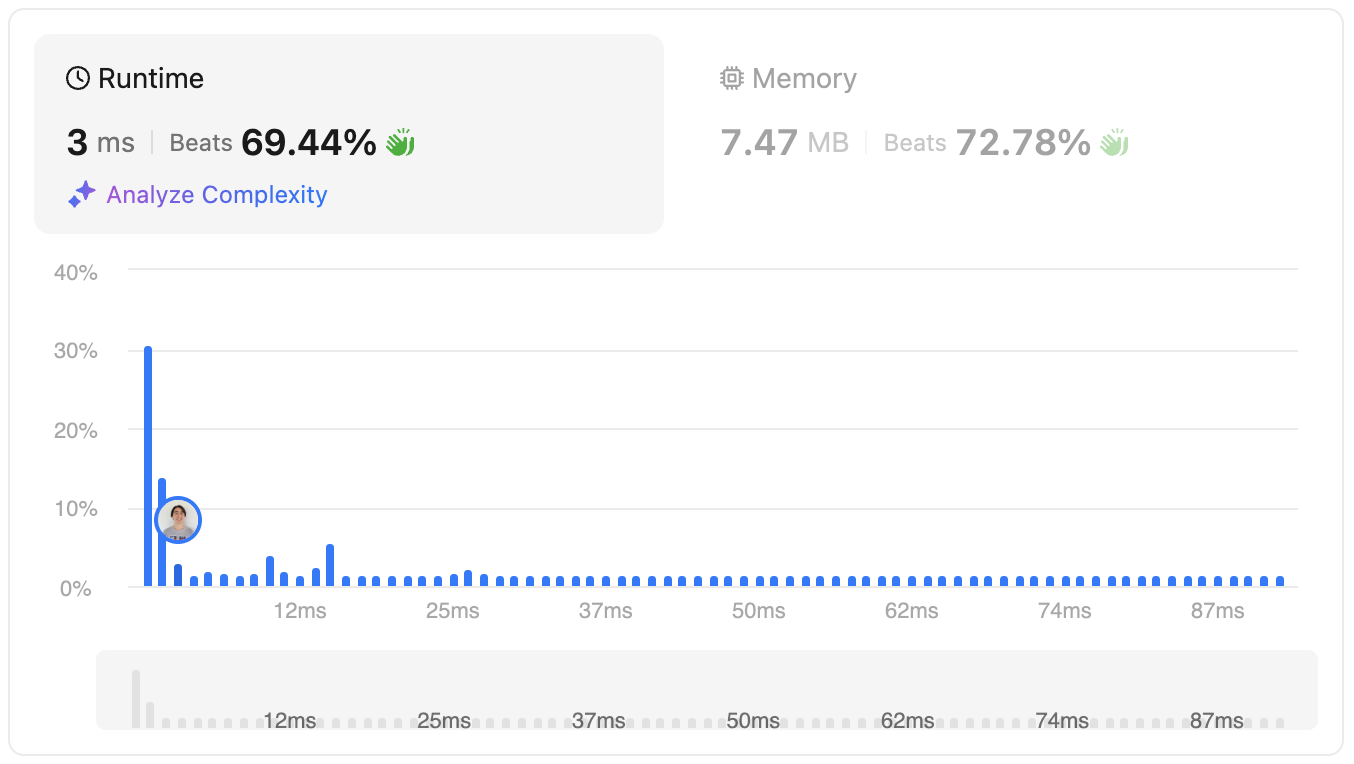 Runtime
3 ms | Beats 69.44%
Analyze Complexity
Memory
7.47 MB | Beats 72.78%
40%
30%
20%
10%
0%
12ms 25ms 37ms 50ms 62ms 74ms 87ms
12ms 25ms 37ms 50ms 62ms 74ms 87ms